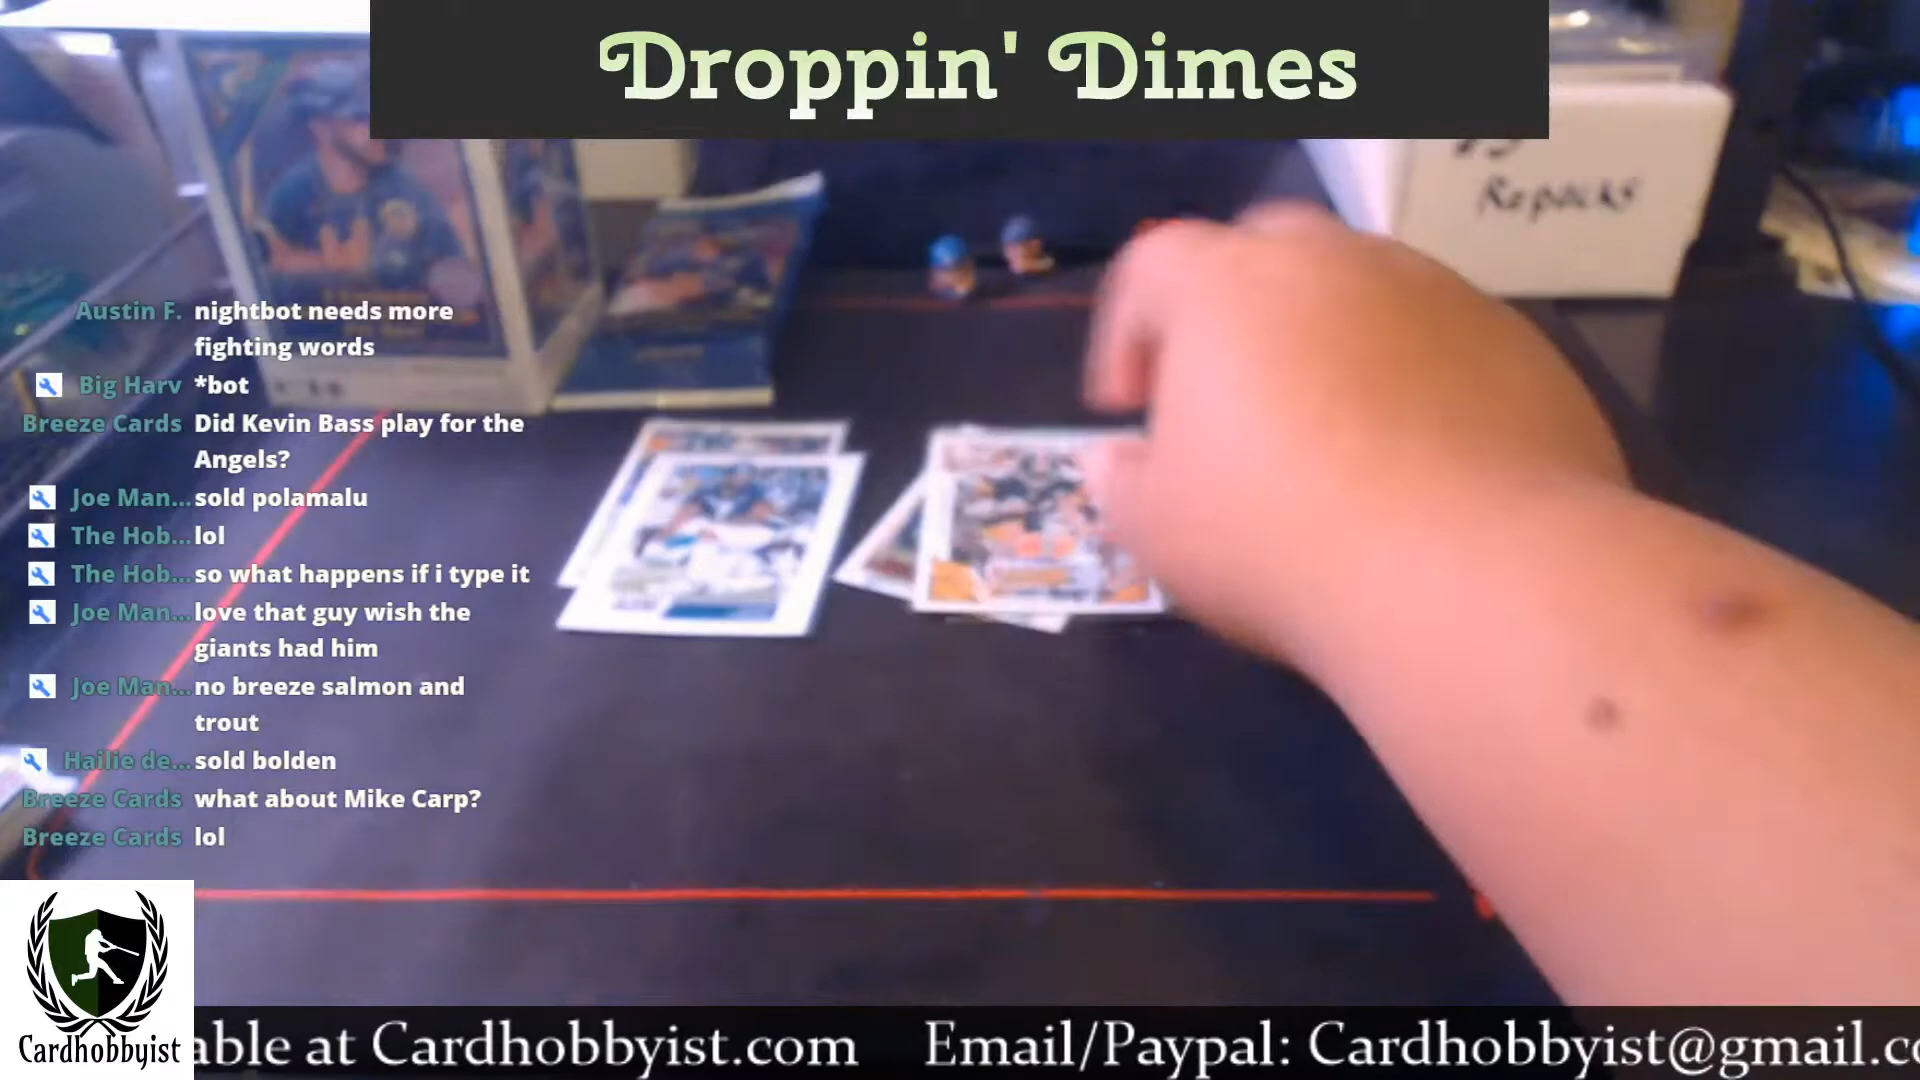 Droppin' Dimes
Repacks
Austin F. nightbot needs more
fighting words
Big Harv *bot
Breeze Cards Did Kevin Bass play for the
Angels?
Joe Man... sold polamalu
The Hob... lol
The Hob... so what happens if i type it
Joe Man... love that guy wish the
giants had him
Joe Man... no breeze salmon and
trout
Hailie de... sold bolden
Breeze Cards what about Mike Carp?
Breeze Cards lol
Cardhobbyist
able at Cardhobbyist.com Email/Paypal: Cardhobbyist@gmail.co